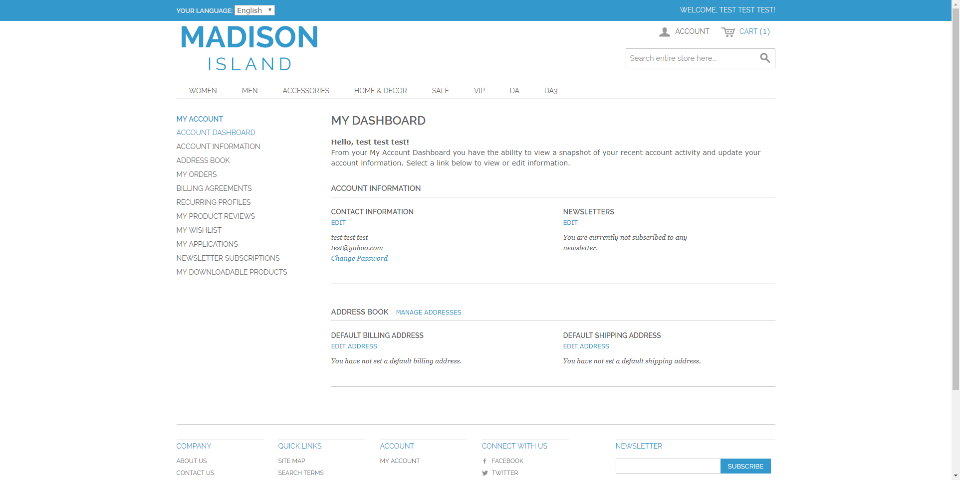 YOUR LANGUAGE: English
WELCOME, TEST TEST TEST!
MADISON
ISLAND
ACCOUNT
CART (1)
Search entire store here...
WOMEN MEN ACCESSORIES HOME & DECOR SALE VIP DA DA3
MY ACCOUNT
ACCOUNT DASHBOARD
ACCOUNT INFORMATION
ADDRESS BOOK
MY ORDERS
BILLING AGREEMENTS
RECURRING PROFILES
MY PRODUCT REVIEWS
MY WISHLIST
MY APPLICATIONS
NEWSLETTER SUBSCRIPTIONS
MY DOWNLOADABLE PRODUCTS
MY DASHBOARD
Hello, test test test!
From your My Account Dashboard you have the ability to view a snapshot of your recent account activity and update your
account information. Select a link below to view or edit information.
ACCOUNT INFORMATION
CONTACT INFORMATION
EDIT
test test test
test@yahoo.com
Change Password
NEWSLETTERS
EDIT
You are currently not subscribed to any
newsletter.
ADDRESS BOOK MANAGE ADDRESSES
DEFAULT BILLING ADDRESS
EDIT ADDRESS
You have not set a default billing address.
DEFAULT SHIPPING ADDRESS
EDIT ADDRESS
You have not set a default shipping address.
COMPANY
ABOUT US
CONTACT US
QUICK LINKS
SITE MAP
SEARCH TERMS
ACCOUNT
MY ACCOUNT
CONNECT WITH US
FACEBOOK
TWITTER
NEWSLETTER
SUBSCRIBE